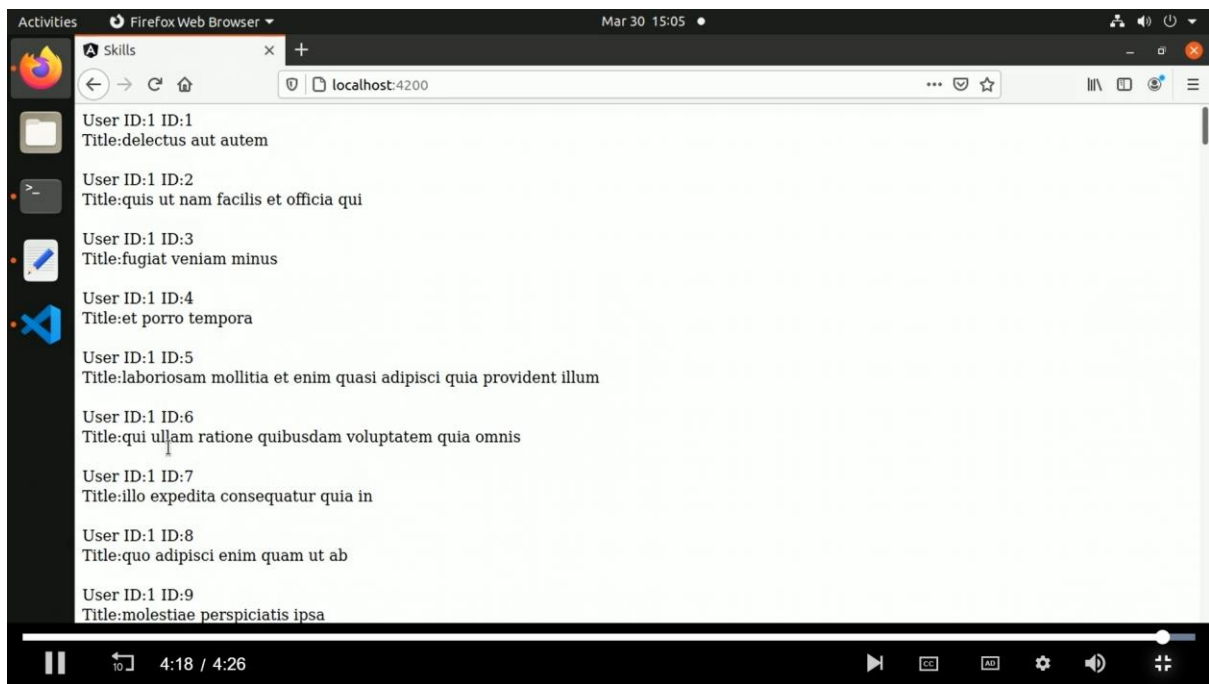 Activities Firefox Web Browser Mar 30 15:05
Skills
localhost:4200
User ID:1 ID:1
Title:delectus aut autem
User ID:1 ID:2
Title:quis ut nam facilis et officia qui
User ID:1 ID:3
Title:fugiat veniam minus
User ID:1 ID:4
Title:et porro tempora
User ID:1 ID:5
Title:laboriosam mollitia et enim quasi adipisci quia provident illum
User ID:1 ID:6
Title:qui ullam ratione quibusdam voluptatem quia omnis
User ID:1 ID:7
Title:illo expedita consequatur quia in
User ID:1 ID:8
Title:quo adipisci enim quam ut ab
User ID:1 ID:9
Title:molestiae perspiciatis ipsa
10 4:18 / 4:26 CC AD